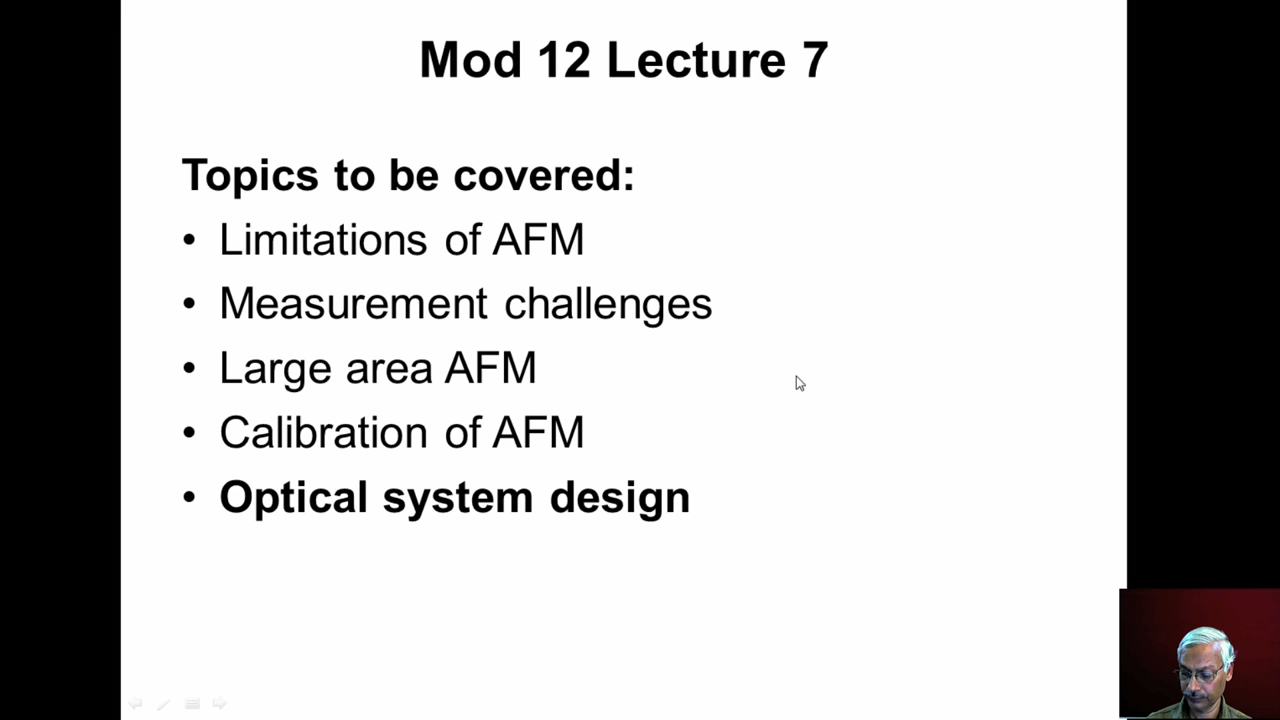 Mod 12 Lecture 7
Topics to be covered:
• Limitations of AFM
• Measurement challenges
• Large area AFM
• Calibration of AFM
• Optical system design